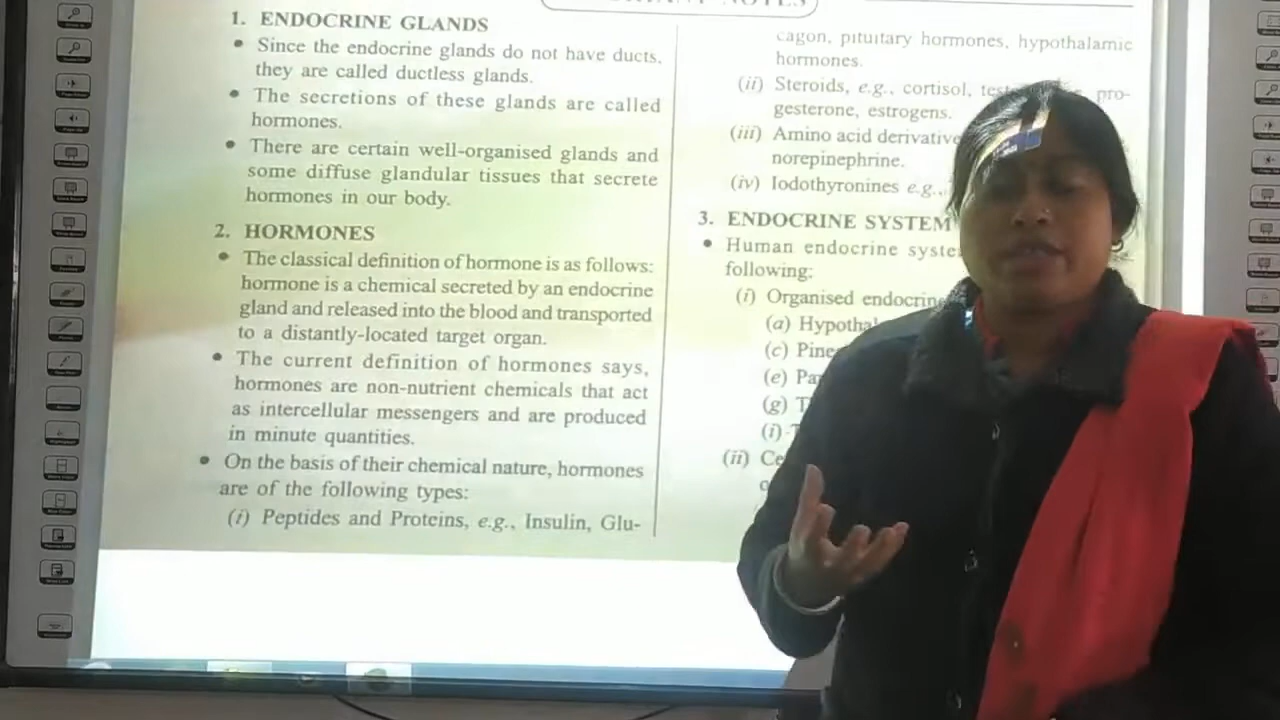 NOTES
1. ENDOCRINE GLANDS
• Since the endocrine glands do not have ducts,
they are called ductless glands.
• The secretions of these glands are called
hormones.
• There are certain well-organised glands and
some diffuse glandular tissues that secrete
hormones in our body.
2. HORMONES
• The classical definition of hormone is as follows:
hormone is a chemical secreted by an endocrine
gland and released into the blood and transported
to a distantly-located target organ.
• The current definition of hormones says,
hormones are non-nutrient chemicals that act
as intercellular messengers and are produced
in minute quantities.
• On the basis of their chemical nature, hormones
are of the following types:
(i) Peptides and Proteins, e.g., Insulin, Glu-
cagon, pituitary hormones, hypothalamic
hormones.
(ii) Steroids, e.g., cortisol, pro-
gesterone, estrogens.
(iii) Amino acid
norepinephrine.
(iv) Iodothyronines e.g.,
3. ENDOCRINE SYSTEM
• Human endocrine
following:
(i) Organised
(a)
(c)
(e)
(g)
(i)
(ii)